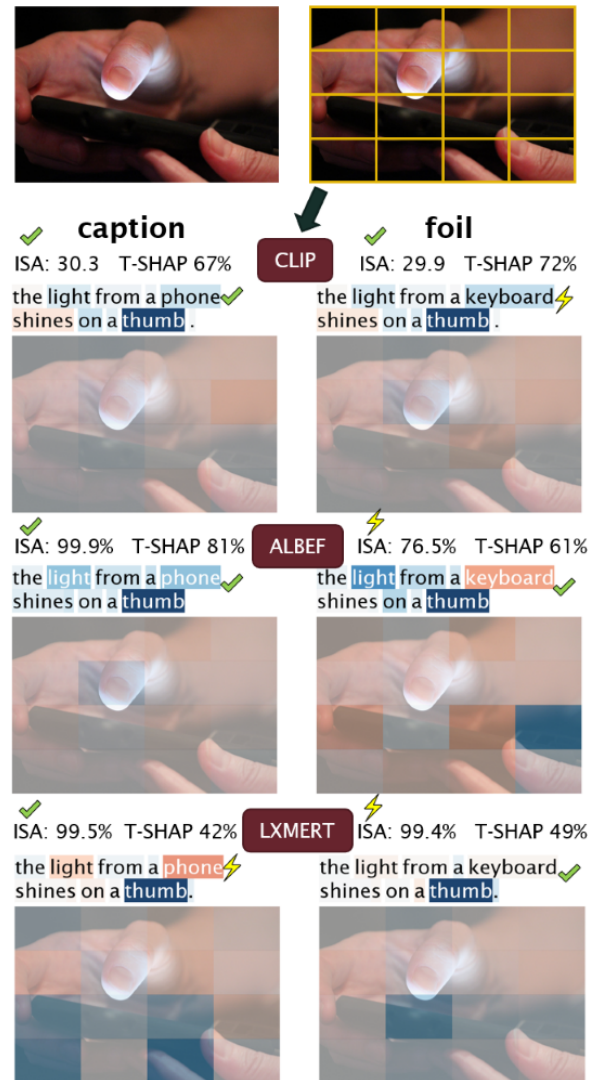 caption
foil
CLIP
ISA: 30.3 T-SHAP 67%
ISA: 29.9 T-SHAP 72%
the light from a phone
shines on a thumb .
the light from a keyboard
shines on a thumb .
ISA: 99.9% T-SHAP 81%
ALBEF
ISA: 76.5% T-SHAP 61%
the light from a phone
shines on a thumb
the light from a keyboard
shines on a thumb
ISA: 99.5% T-SHAP 42%
LXMERT
ISA: 99.4% T-SHAP 49%
the light from a phone
shines on a thumb.
the light from a keyboard
shines on a thumb.